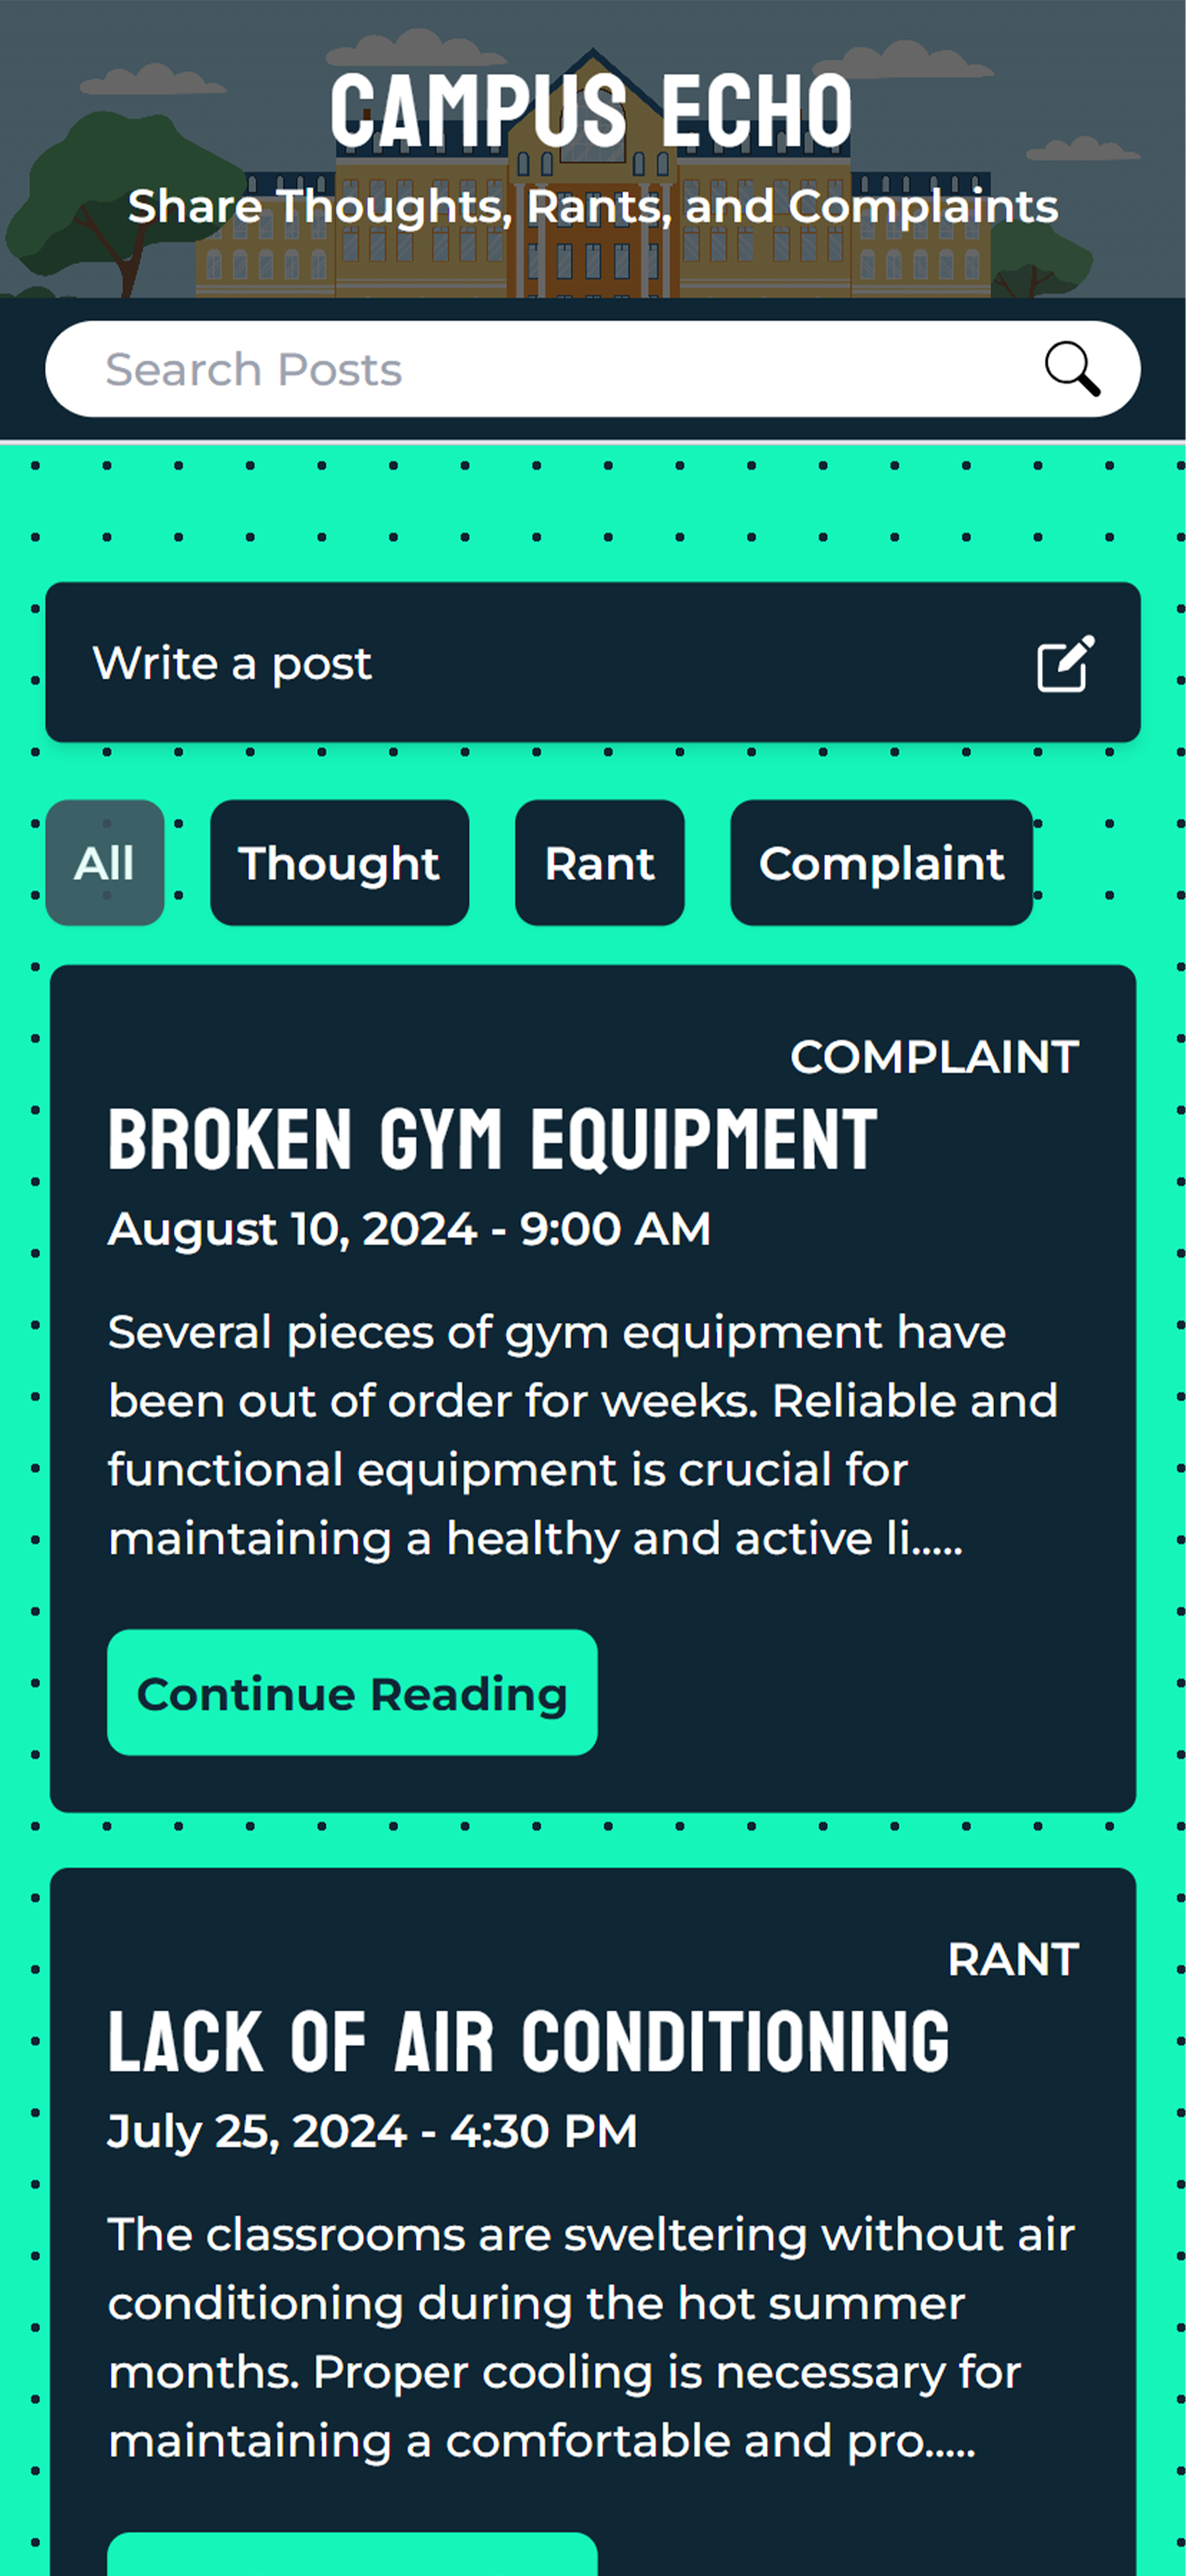 CAMPUS ECHO
Share Thoughts, Rants, and Complaints
Search Posts
Write a post
All
Thought
Rant
Complaint
COMPLAINT
BROKEN GYM EQUIPMENT
August 10, 2024 - 9:00 AM
Several pieces of gym equipment have
been out of order for weeks. Reliable and
functional equipment is crucial for
maintaining a healthy and active li.....
Continue Reading
RANT
LACK OF AIR CONDITIONING
July 25, 2024 - 4:30 PM
The classrooms are sweltering without air
conditioning during the hot summer
months. Proper cooling is necessary for
maintaining a comfortable and pro.....